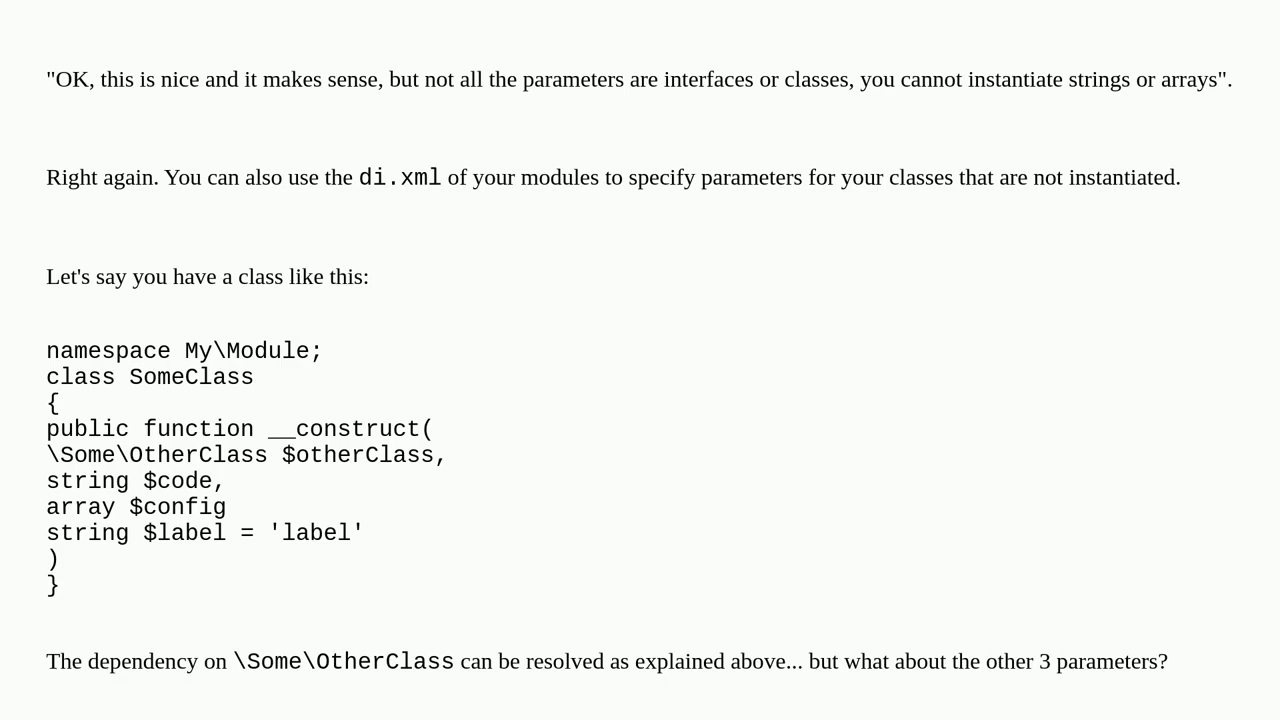 "OK, this is nice and it makes sense, but not all the parameters are interfaces or classes, you cannot instantiate strings or arrays".
Right again. You can also use the di.xml of your modules to specify parameters for your classes that are not instantiated.
Let's say you have a class like this:
namespace My\Module;
class SomeClass
{
public function __construct(
\Some\OtherClass $otherClass,
string $code,
array $config
string $label = 'label'
)
}
The dependency on \Some\OtherClass can be resolved as explained above... but what about the other 3 parameters?